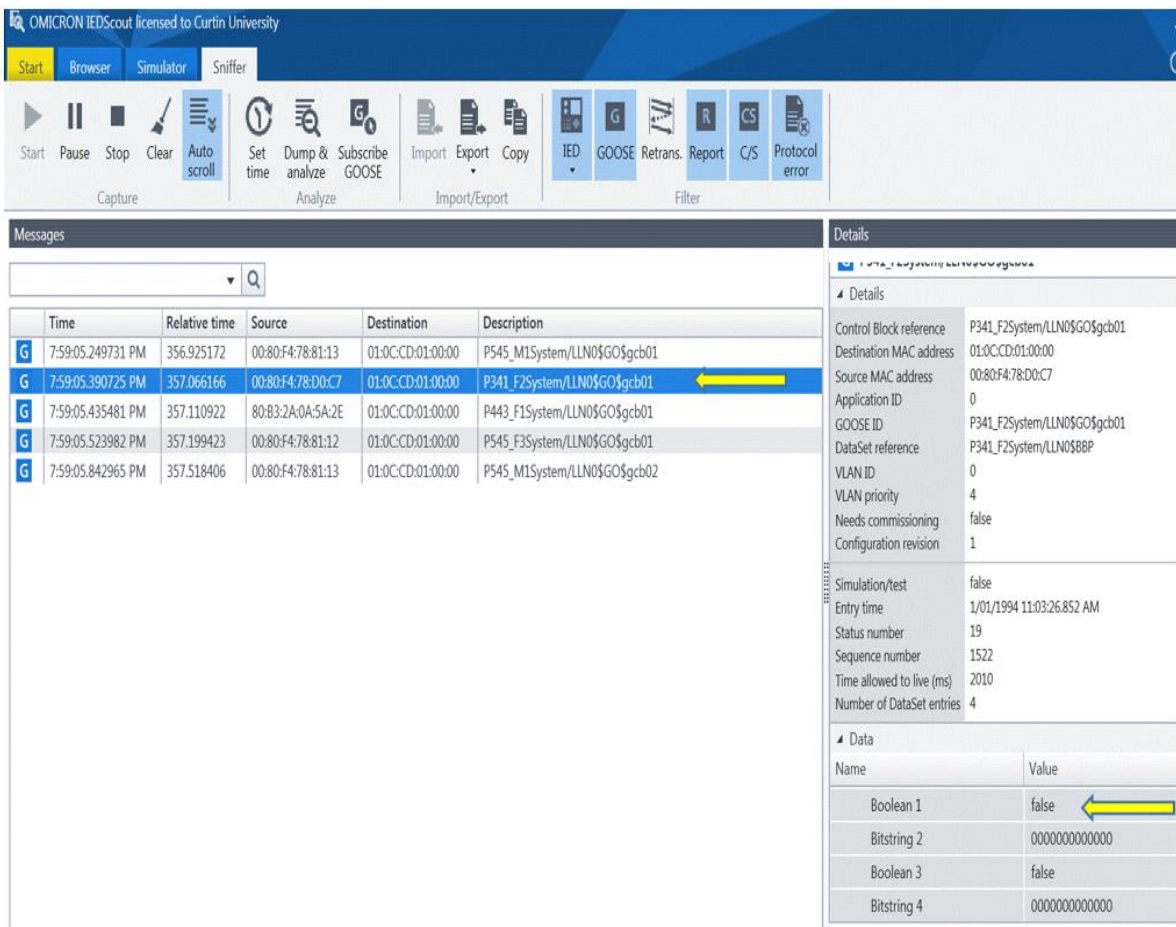 OMICRON IEDScout licensed to Curtin University
Start Browser Simulator Sniffer
Start Pause Stop Clear Auto scroll Set time Dump & analyze Subscribe GOOSE Import Export Copy IED GOOSE Retrans. Report C/S Protocol error
Capture Analyze Import/Export Filter
Messages
Time Relative time Source Destination Description
G 7:59:05.249731 PM 356.925172 00:80:F4:78:81:13 01:0C:CD:01:00:00 P545_M1System/LLN0$GO$gcb01
G 7:59:05.390725 PM 357.066166 00:80:F4:78:D0:C7 01:0C:CD:01:00:00 P341_F2System/LLN0$GO$gcb01
G 7:59:05.435481 PM 357.110922 80:B3:2A:0A:5A:2E 01:0C:CD:01:00:00 P443_F1System/LLN0$GO$gcb01
G 7:59:05.523982 PM 357.199423 00:80:F4:78:81:12 01:0C:CD:01:00:00 P545_F3System/LLN0$GO$gcb01
G 7:59:05.842965 PM 357.518406 00:80:F4:78:81:13 01:0C:CD:01:00:00 P545_M1System/LLN0$GO$gcb02
Details
P341_F2System/LLN0$GO$gcb01
Details
Control Block reference P341_F2System/LLN0$GO$gcb01
Destination MAC address 01:0C:CD:01:00:00
Source MAC address 00:80:F4:78:D0:C7
Application ID 0
GOOSE ID P341_F2System/LLN0$GO$gcb01
DataSet reference P341_F2System/LLN0$BBP
VLAN ID 0
VLAN priority 4
Needs commissioning false
Configuration revision 1
Simulation/test false
Entry time 1/01/1994 11:03:26.852 AM
Status number 19
Sequence number 1522
Time allowed to live (ms) 2010
Number of DataSet entries 4
Data
Name Value
Boolean 1 false
Bitstring 2 0000000000000
Boolean 3 false
Bitstring 4 0000000000000